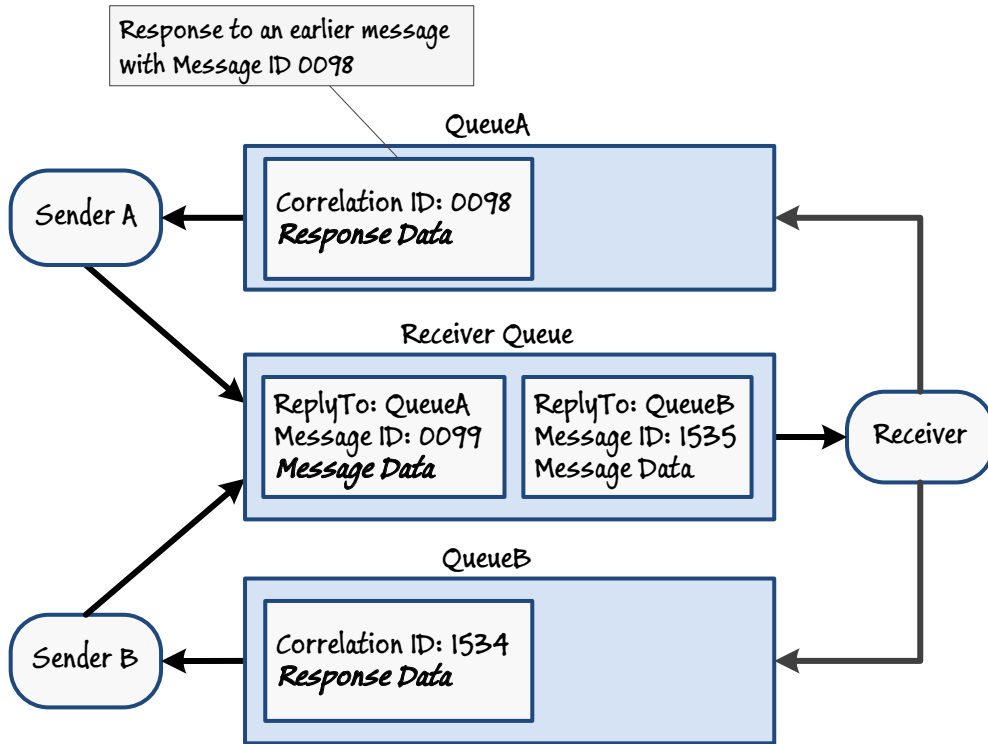 Response to an earlier message
with Message ID 0098
QueueA
Sender A
Correlation ID: 0098
Response Data
Receiver Queue
ReplyTo: QueueA
Message ID: 0099
Message Data
ReplyTo: QueueB
Message ID: 1535
Message Data
Receiver
QueueB
Sender B
Correlation ID: 1534
Response Data